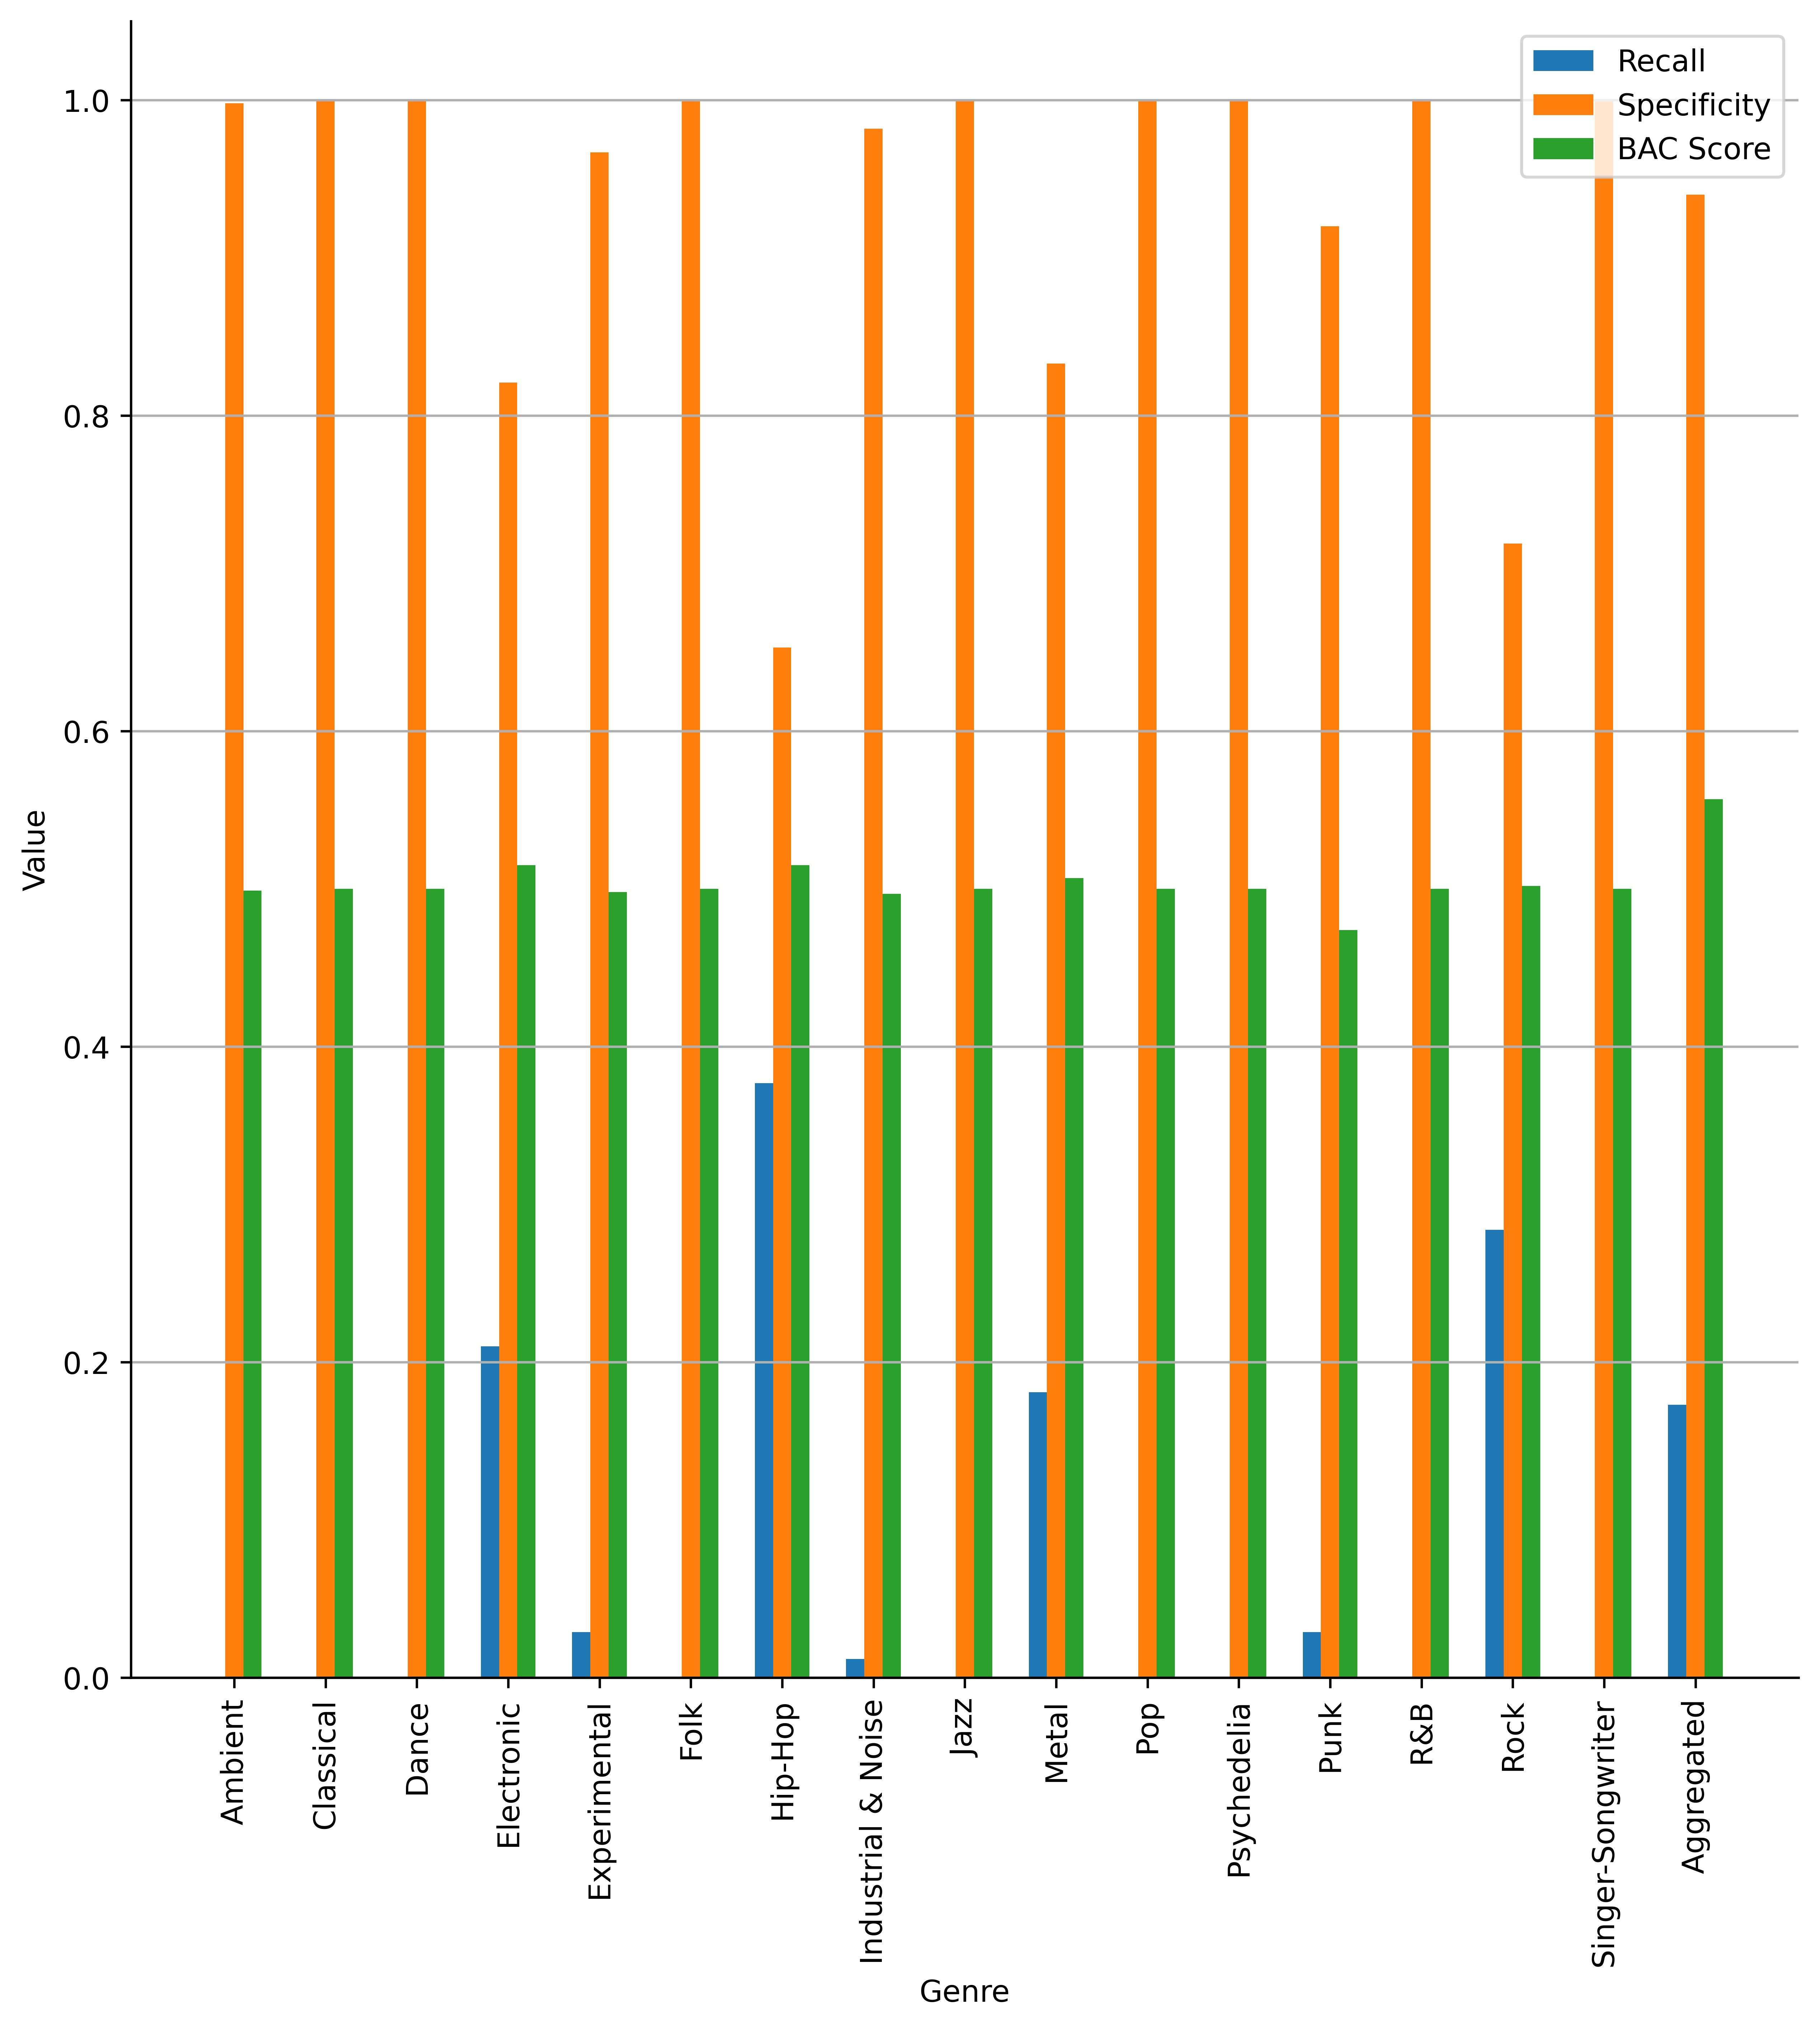 Recall
Specificity
BAC Score
1.0
0.8
0.6
0.4
0.2
0.0
Value
Ambient
Classical
Dance
Electronic
Experimental
Folk
Hip-Hop
Industrial & Noise
Jazz
Metal
Pop
Psychedelia
Punk
R&B
Rock
Singer-Songwriter
Aggregated
Genre